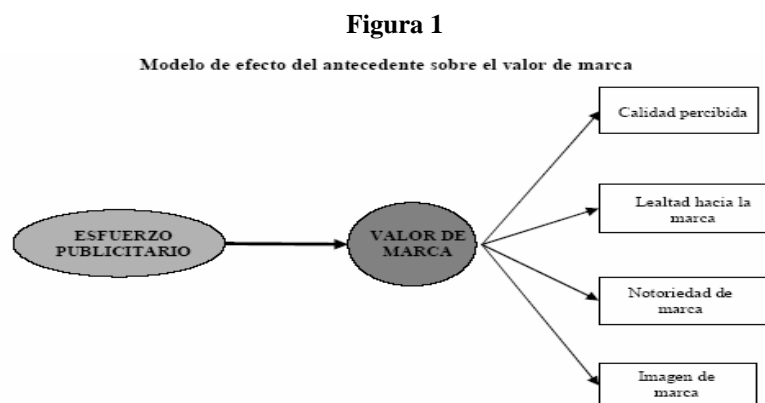 Figura 1
Modelo de efecto del antecedente sobre el valor de marca
Calidad percibida
Lealtad hacia la
marca
ESFUERZO
PUBLICITARIO
VALOR DE
MARCA
Notoriedad de
marca
Imagen de
marca